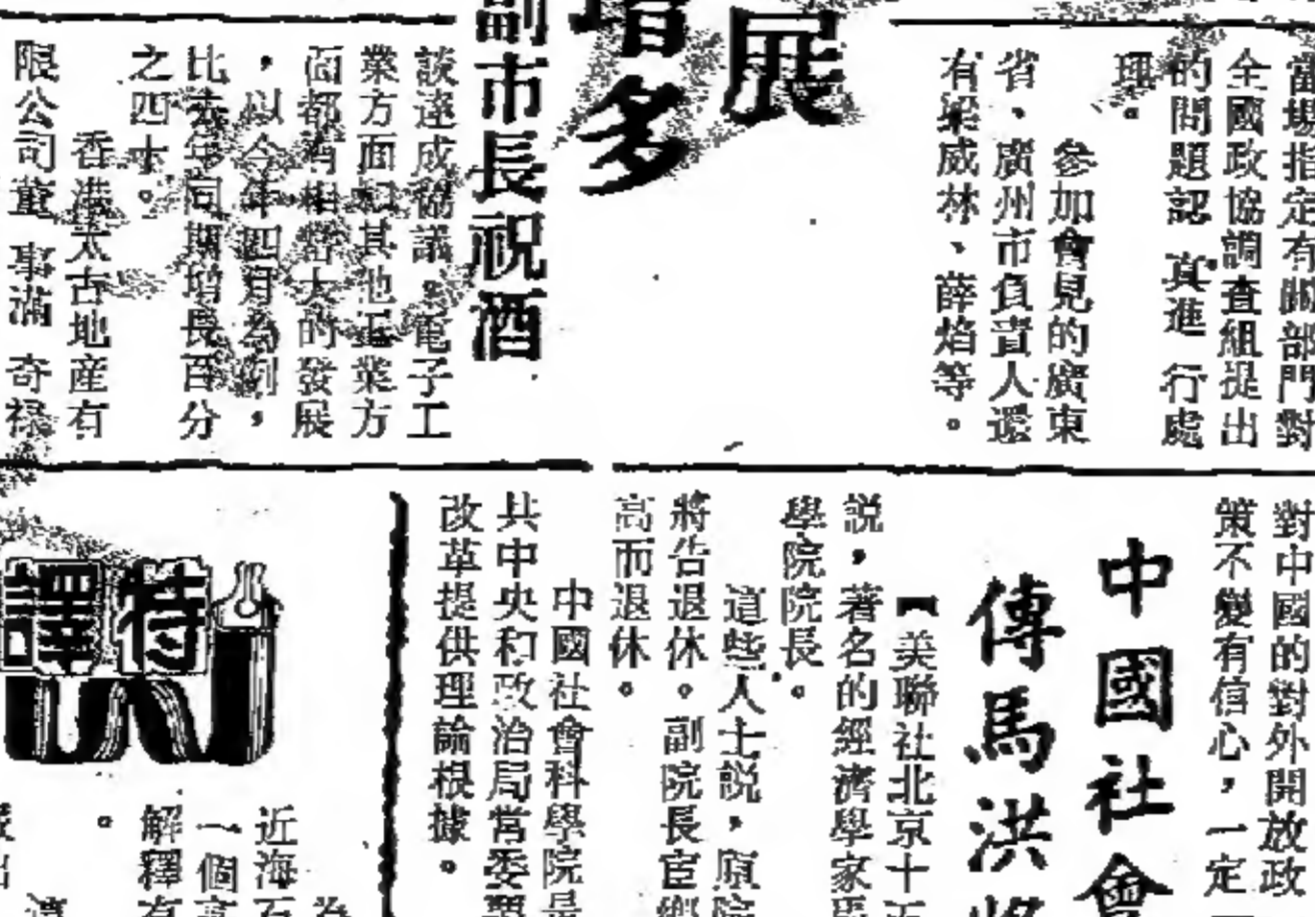 當場指定有關部門對
全國政協調查組提出
的問題認真進行處
理。
參加會見的廣東
省、廣州市負責人還
有梁威林、薛焰等。
展
增多
副市長祝酒
談達成協議。電子工
業方面和其他工業方
面都有相當大的發展
，以今年四月為例，
比去年同期增長百分
之四十。
香港太古地産有
限公司董事滿奇祿
對中國的對外開放政
策不變有信心，一定
中國社會
傳馬洪將
【美聯社北京十五
説，著名的經濟學家馬
學院院長。
這些人士説，原院
將告退休。副院長宦鄉
高而退休。
中國社會科學院是
共中央和政治局常委
改革提供理論根據。
特譯
近海石
一個高
解釋有
。